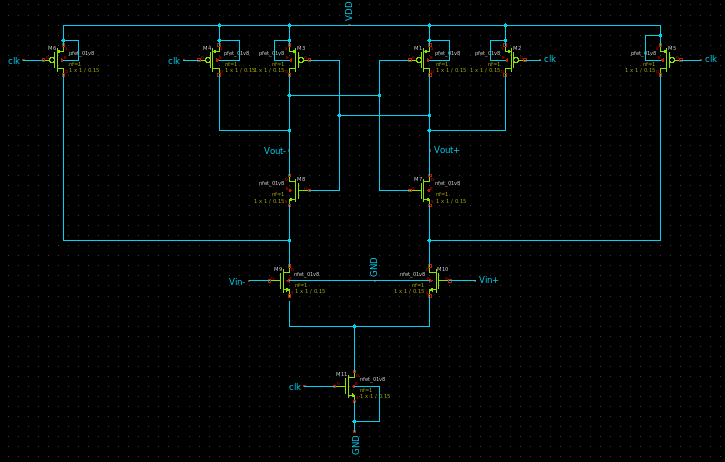 VDD
M6
pfet_01v8
nf=1
1 x 1 / 0.15
clk
M4
pfet_01v8
nf=1
1 x 1 / 0.15
clk
M3
pfet_01v8
nf=1
1 x 1 / 0.15
M1
pfet_01v8
nf=1
1 x 1 / 0.15
M2
pfet_01v8
nf=1
1 x 1 / 0.15
clk
M5
pfet_01v8
nf=1
1 x 1 / 0.15
clk
Vout-
Vout+
M8
nfet_01v8
nf=1
1 x 1 / 0.15
M7
nfet_01v8
nf=1
1 x 1 / 0.15
Vin-
M9
nfet_01v8
nf=1
1 x 1 / 0.15
GND
M10
nfet_01v8
nf=1
1 x 1 / 0.15
Vin+
clk
M11
nfet_01v8
nf=1
1 x 1 / 0.15
GND